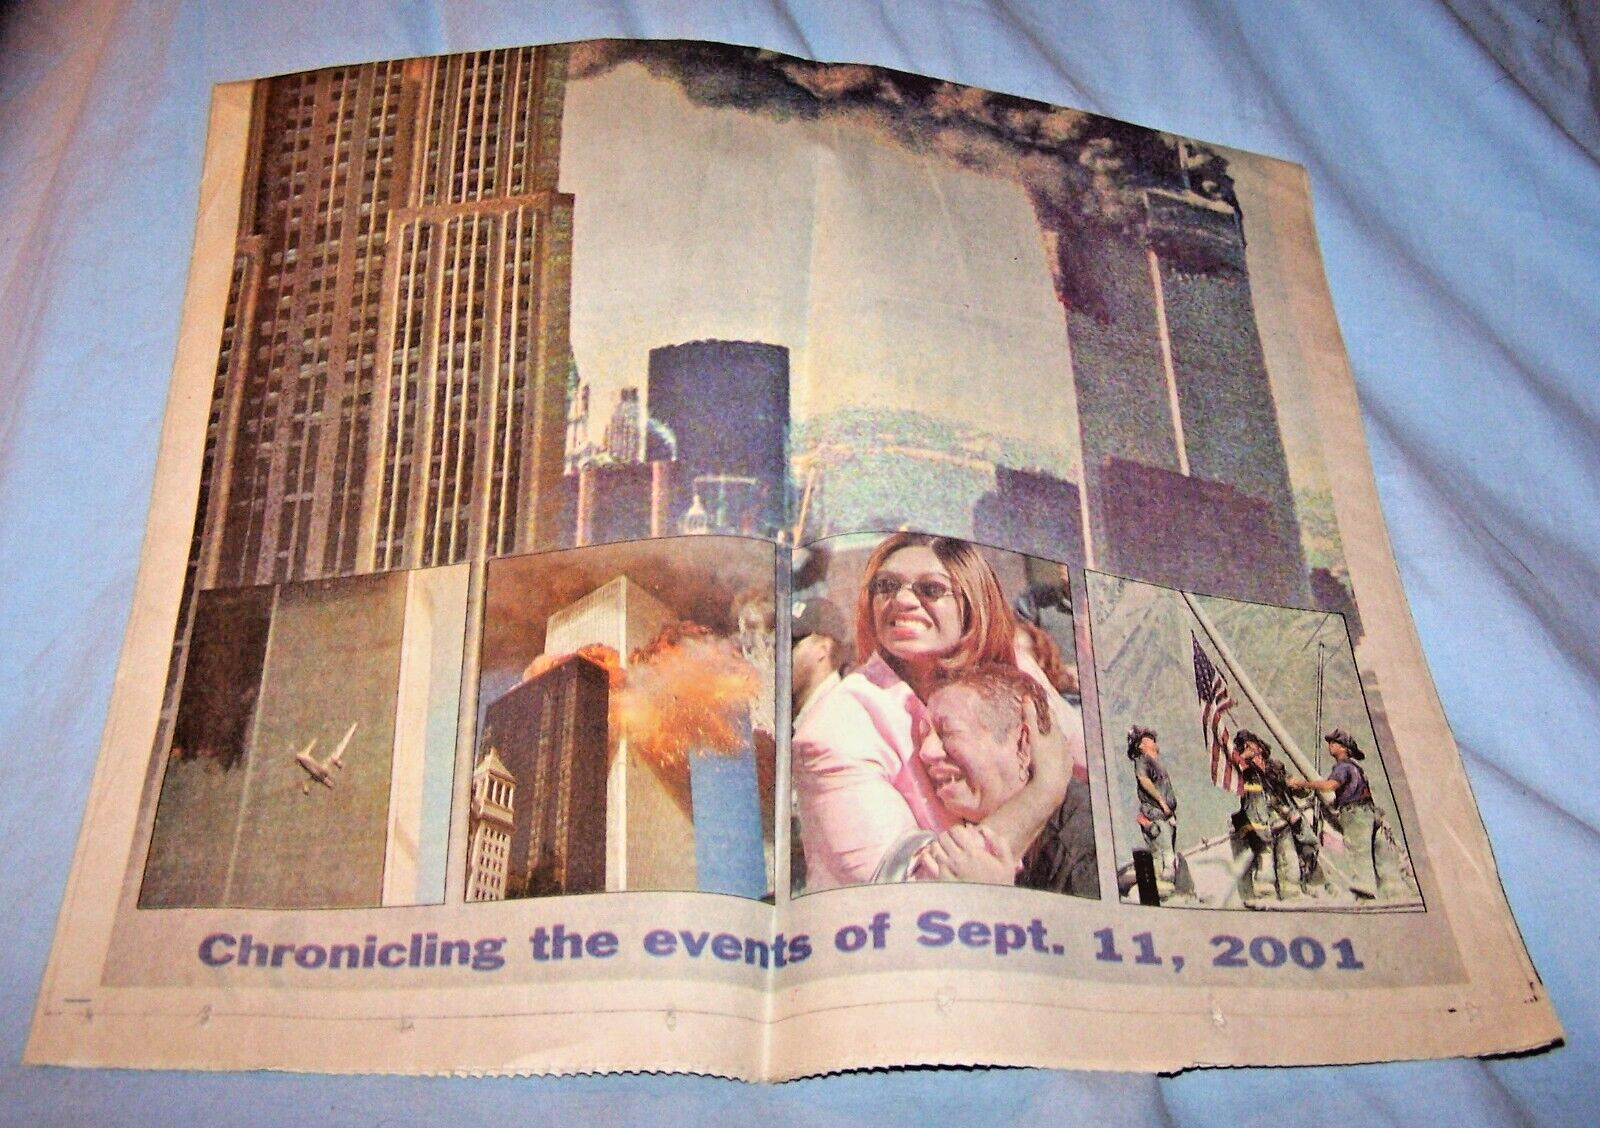 Chronicling the events of Sept. 11, 2001